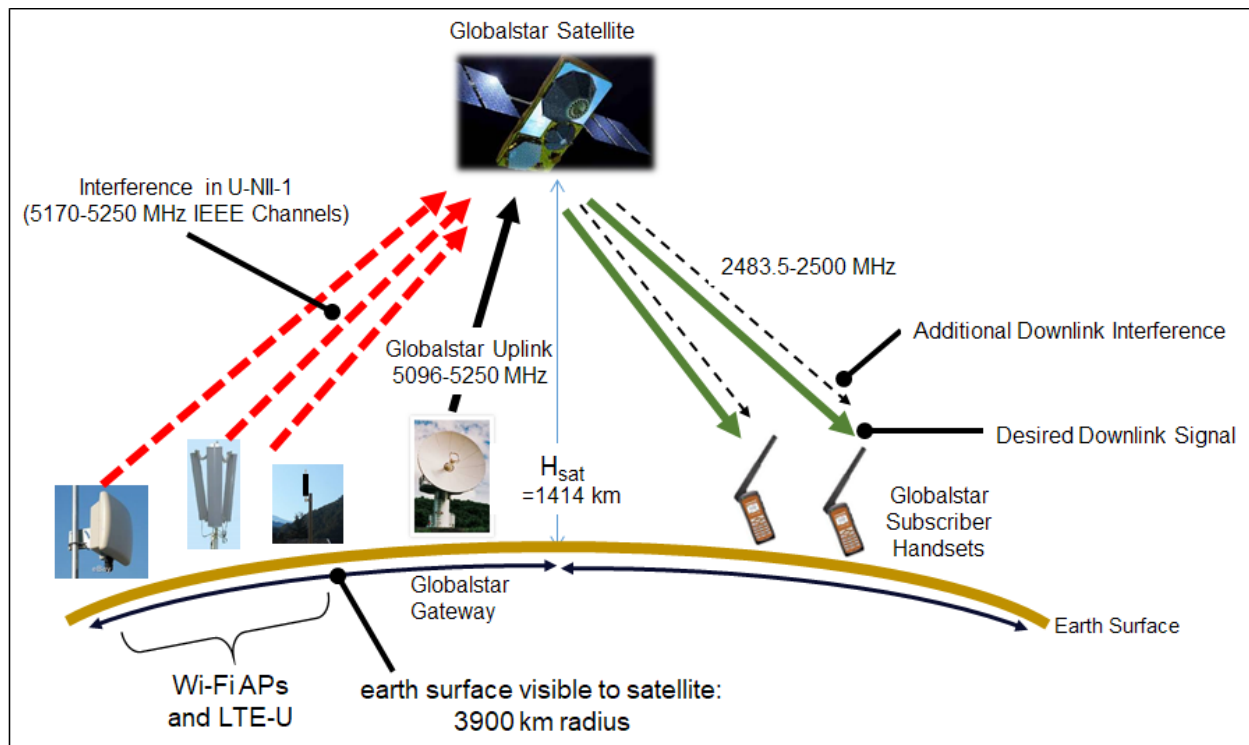 Globalstar Satellite
Interference in U-NII-1
(5170-5250 MHz IEEE Channels)
2483.5-2500 MHz
Additional Downlink Interference
Globalstar Uplink
5096-5250 MHz
Desired Downlink Signal
Hsat
=1414 km
Globalstar
Subscriber
Handsets
Globalstar
Gateway
Earth Surface
Wi-Fi APs
and LTE-U
earth surface visible to satellite:
3900 km radius